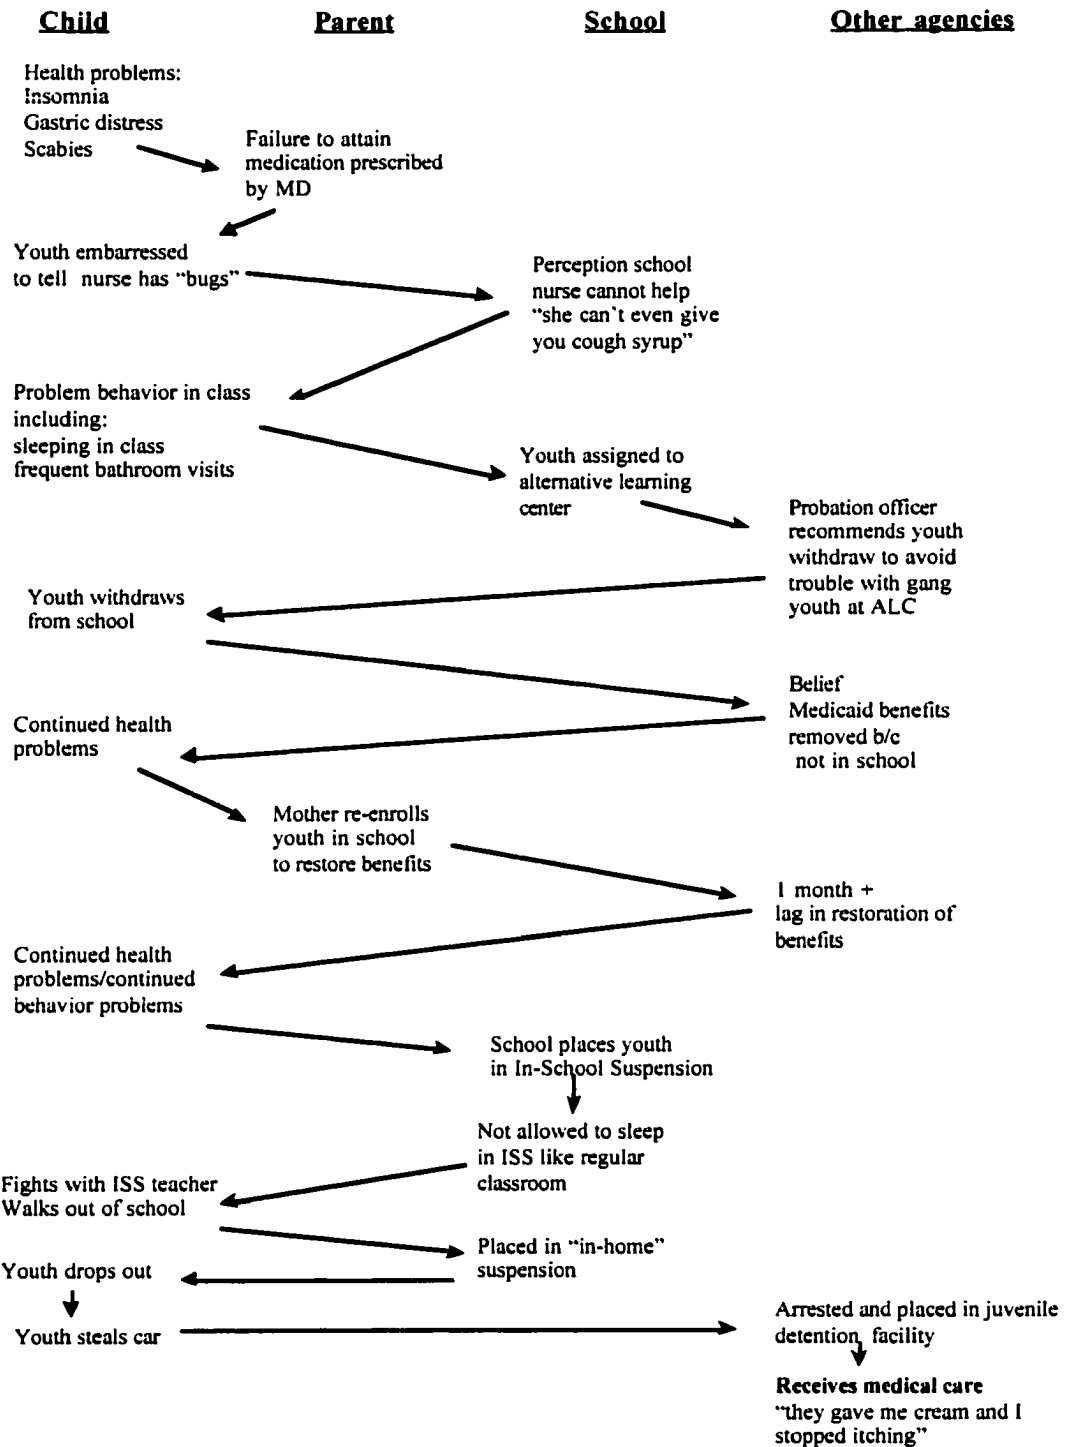 Child Parent School Other agencies
Health problems:
Insomnia
Gastric distress
Scabies
Failure to attain
medication prescribed
by MD
Youth embarressed
to tell nurse has "bugs"
Perception school
nurse cannot help
"she can't even give
you cough syrup"
Problem behavior in class
including:
sleeping in class
frequent bathroom visits
Youth assigned to
alternative learning
center
Probation officer
recommends youth
withdraw to avoid
trouble with gang
youth at ALC
Youth withdraws
from school
Belief
Medicaid benefits
removed b/c
not in school
Continued health
problems
Mother re-enrolls
youth in school
to restore benefits
1 month +
lag in restoration of
benefits
Continued health
problems/continued
behavior problems
School places youth
in In-School Suspension
Not allowed to sleep
in ISS like regular
classroom
Fights with ISS teacher
Walks out of school
Placed in "in-home"
suspension
Youth drops out
Youth steals car
Arrested and placed in juvenile
detention facility
Receives medical care
"they gave me cream and I
stopped itching"